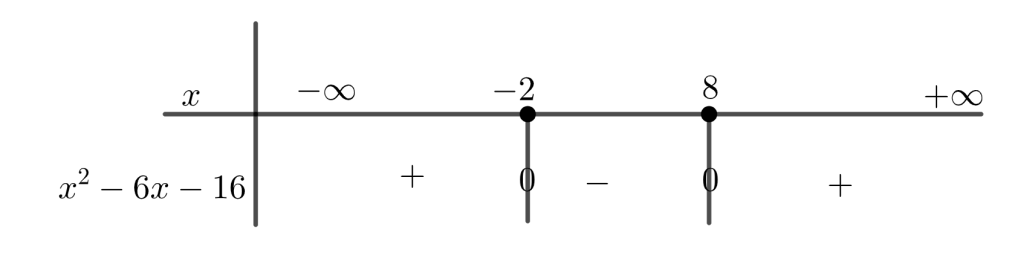 x −∞ −2 8 +∞
x² − 6x − 16 + 0 − 0 +